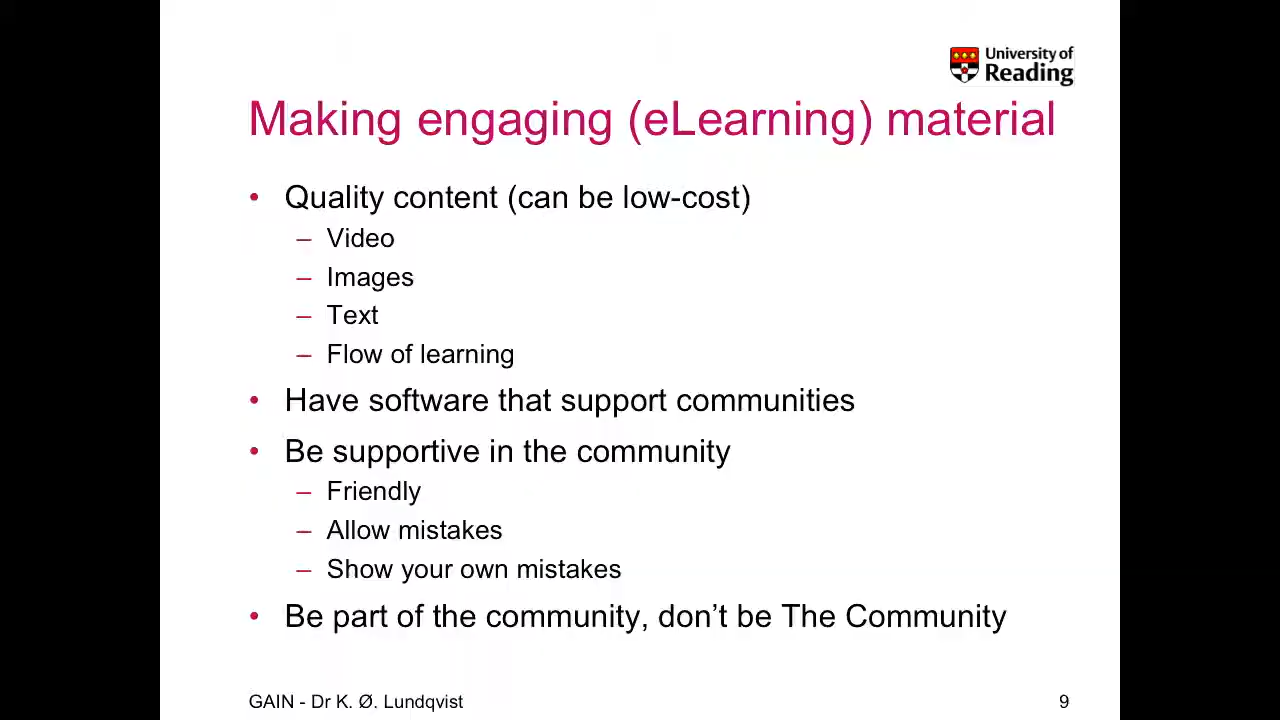 University of
Reading
Making engaging (eLearning) material
• Quality content (can be low-cost)
– Video
– Images
– Text
– Flow of learning
• Have software that support communities
• Be supportive in the community
– Friendly
– Allow mistakes
– Show your own mistakes
• Be part of the community, don’t be The Community
GAIN - Dr K. Ø. Lundqvist
9